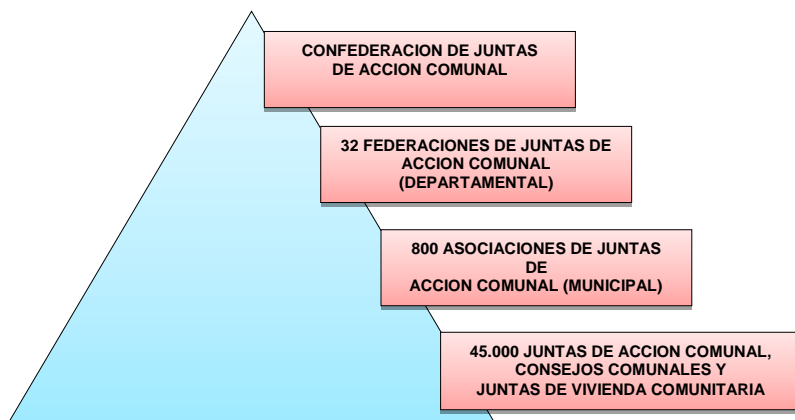 CONFEDERACION DE JUNTAS
DE ACCION COMUNAL
32 FEDERACIONES DE JUNTAS DE
ACCION COMUNAL
(DEPARTAMENTAL)
800 ASOCIACIONES DE JUNTAS
DE
ACCION COMUNAL (MUNICIPAL)
45.000 JUNTAS DE ACCION COMUNAL,
CONSEJOS COMUNALES Y
JUNTAS DE VIVIENDA COMUNITARIA